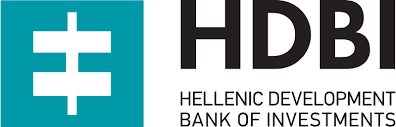 HDBI
HELLENIC DEVELOPMENT
BANK OF INVESTMENTS